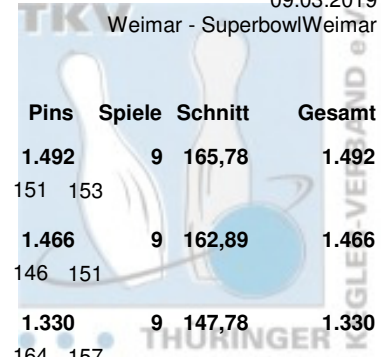 09.03.2019
TKV
Weimar - SuperbowlWeimar
Pins Spiele Schnitt Gesamt
1.492 9 165,78 1.492
151 153
1.466 9 162,89 1.466
146 151
1.330 9 147,78 1.330
164 157
THÜRINGER
KEGLER-VERBAND e.V.